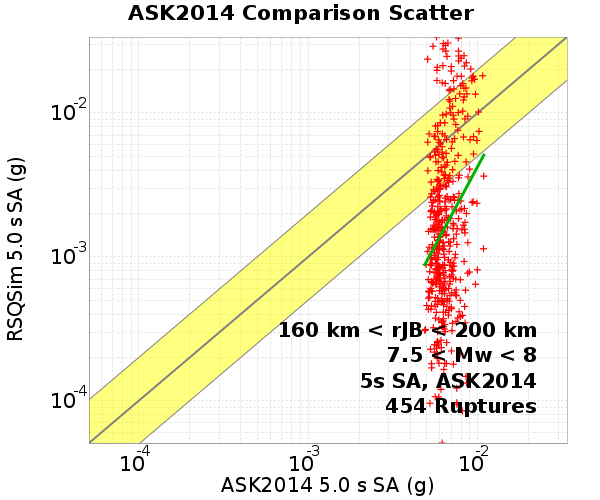 ASK2014 Comparison Scatter
RSQSim 5.0 s SA (g)
10-2
10-3
10-4
160 km < rJB < 200 km
7.5 < Mw < 8
5s SA, ASK2014
454 Ruptures
10-4 10-3 10-2
ASK2014 5.0 s SA (g)